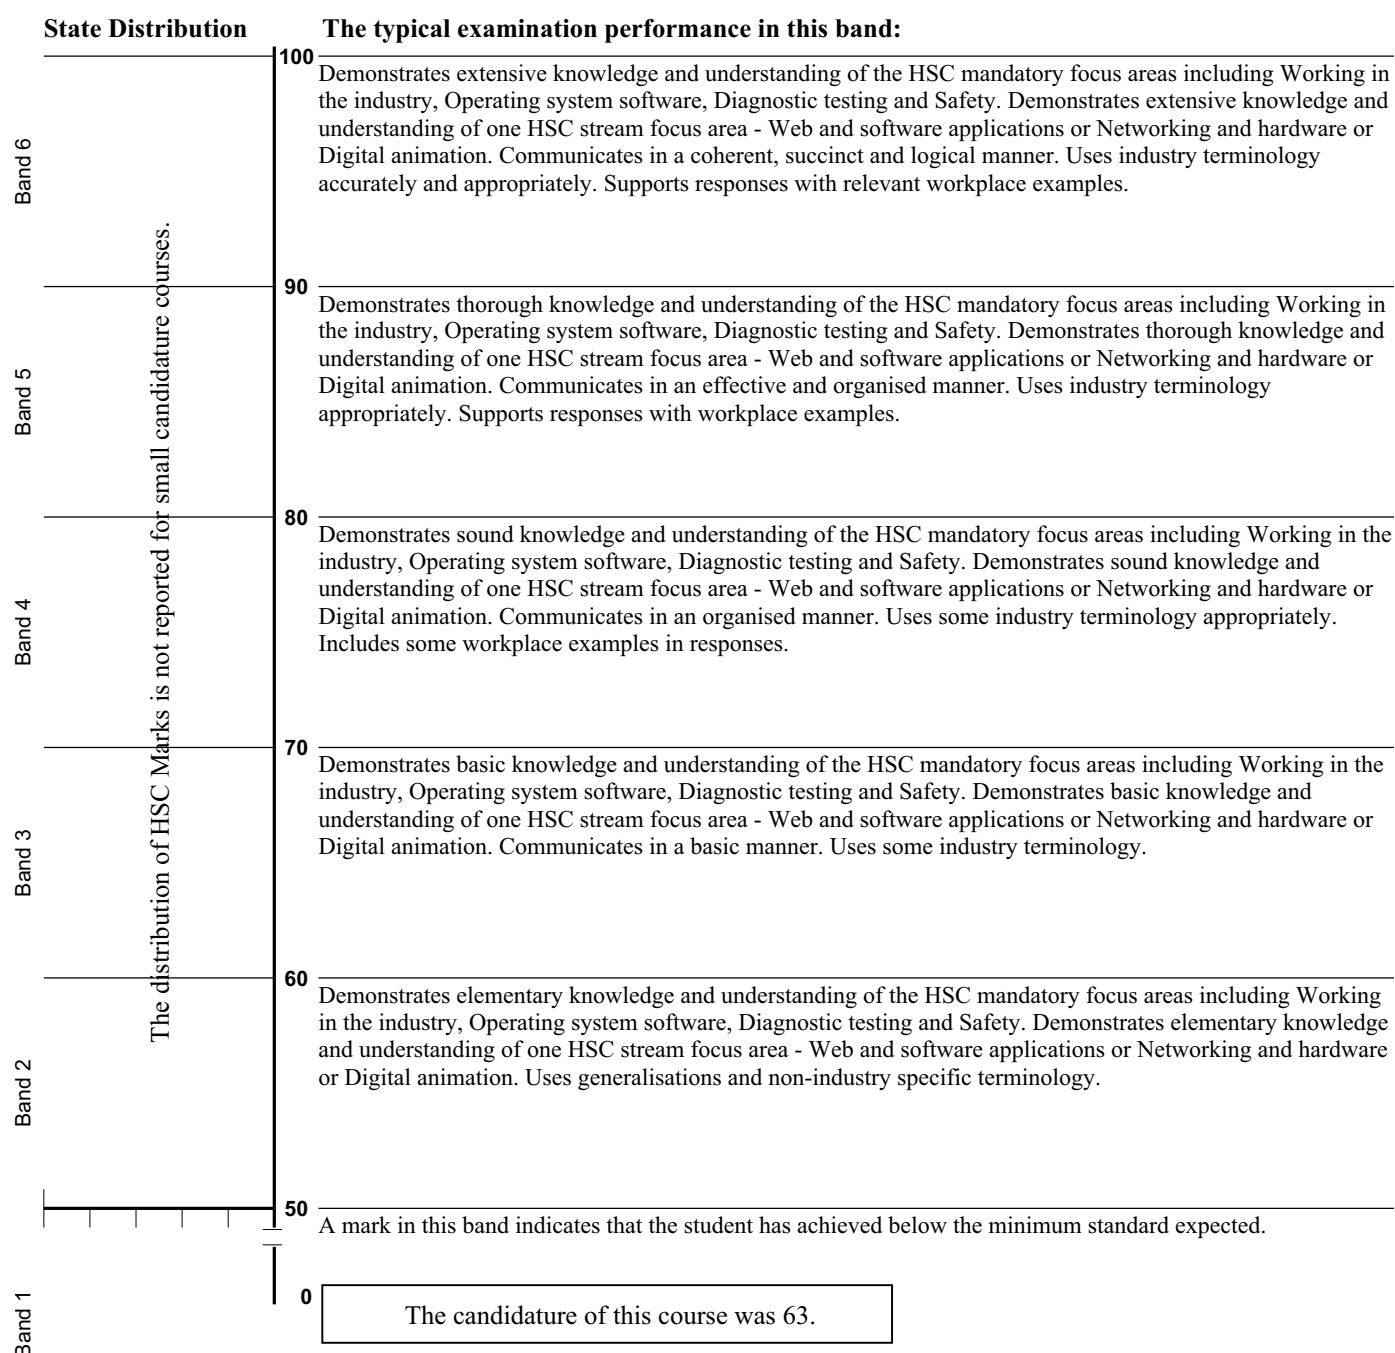 State Distribution
The typical examination performance in this band:
100
Demonstrates extensive knowledge and understanding of the HSC mandatory focus areas including Working in
the industry, Operating system software, Diagnostic testing and Safety. Demonstrates extensive knowledge and
understanding of one HSC stream focus area - Web and software applications or Networking and hardware or
Digital animation. Communicates in a coherent, succinct and logical manner. Uses industry terminology
accurately and appropriately. Supports responses with relevant workplace examples.
Band 6
The distribution of HSC Marks is not reported for small candidature courses.
90
Demonstrates thorough knowledge and understanding of the HSC mandatory focus areas including Working in
the industry, Operating system software, Diagnostic testing and Safety. Demonstrates thorough knowledge and
understanding of one HSC stream focus area - Web and software applications or Networking and hardware or
Digital animation. Communicates in an effective and organised manner. Uses industry terminology
appropriately. Supports responses with workplace examples.
Band 5
80
Demonstrates sound knowledge and understanding of the HSC mandatory focus areas including Working in the
industry, Operating system software, Diagnostic testing and Safety. Demonstrates sound knowledge and
understanding of one HSC stream focus area - Web and software applications or Networking and hardware or
Digital animation. Communicates in an organised manner. Uses some industry terminology appropriately.
Includes some workplace examples in responses.
Band 4
70
Demonstrates basic knowledge and understanding of the HSC mandatory focus areas including Working in the
industry, Operating system software, Diagnostic testing and Safety. Demonstrates basic knowledge and
understanding of one HSC stream focus area - Web and software applications or Networking and hardware or
Digital animation. Communicates in a basic manner. Uses some industry terminology.
Band 3
60
Demonstrates elementary knowledge and understanding of the HSC mandatory focus areas including Working
in the industry, Operating system software, Diagnostic testing and Safety. Demonstrates elementary knowledge
and understanding of one HSC stream focus area - Web and software applications or Networking and hardware
or Digital animation. Uses generalisations and non-industry specific terminology.
Band 2
50
A mark in this band indicates that the student has achieved below the minimum standard expected.
0
Band 1
The candidature of this course was 63.